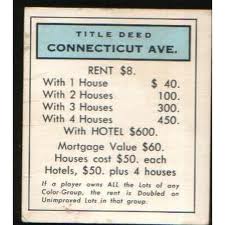 TITLE DEED
CONNECTICUT AVE.
RENT $8.
With 1 House $ 40.
With 2 Houses 100.
With 3 Houses 300.
With 4 Houses 450.
With HOTEL $600.
Mortgage Value $60.
Houses cost $50. each
Hotels, $50. plus 4 houses
If a player owns ALL the Lots of any
Color-Group, the rent is Doubled on
Unimproved Lots in that group.